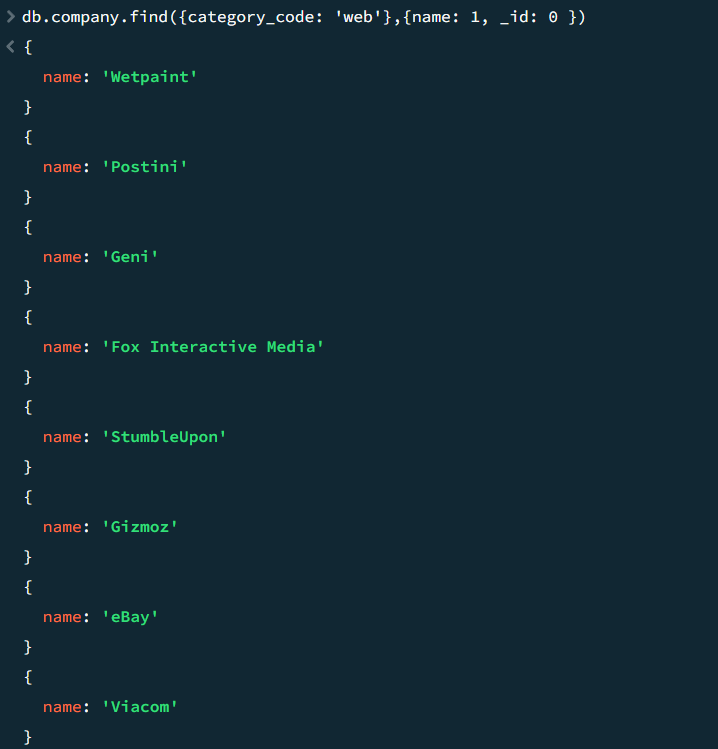 > db.company.find({category_code: 'web'},{name: 1, _id: 0 })
< {
name: 'Wetpaint'
}
{
name: 'Postini'
}
{
name: 'Geni'
}
{
name: 'Fox Interactive Media'
}
{
name: 'StumbleUpon'
}
{
name: 'Gizmoz'
}
{
name: 'eBay'
}
{
name: 'Viacom'
}